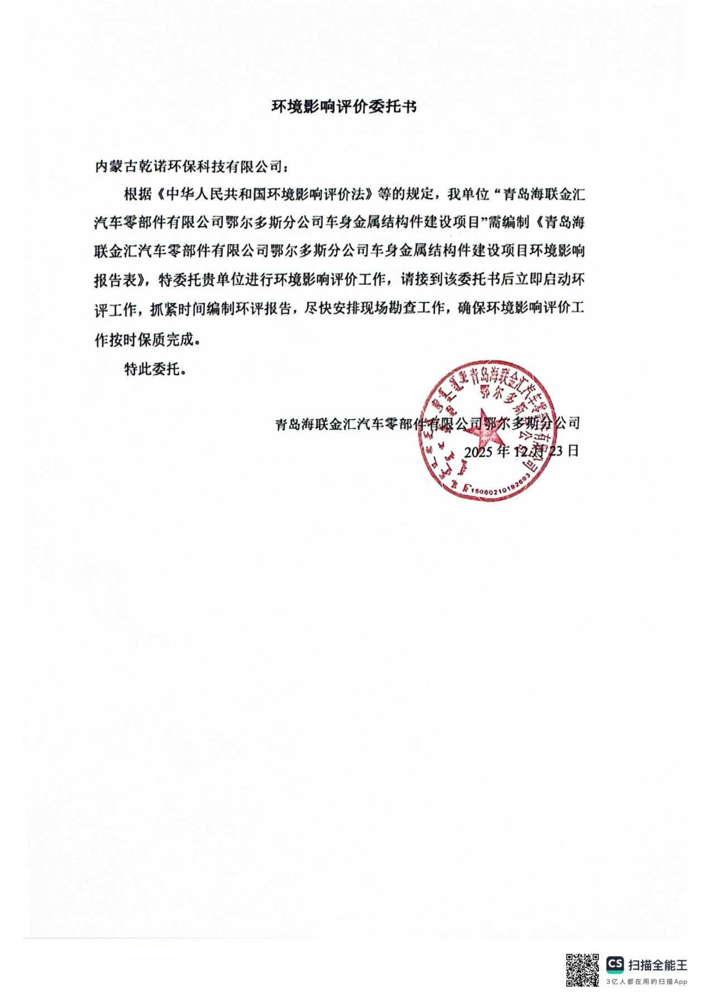 环境影响评价委托书
内蒙古乾诺环保科技有限公司：
根据《中华人民共和国环境影响评价法》等的规定，我单位“青岛海联金汇
汽车零部件有限公司鄂尔多斯分公司车身金属结构件建设项目”需编制《青岛海
联金汇汽车零部件有限公司鄂尔多斯分公司车身金属结构件建设项目环境影响
报告表》，特委托贵单位进行环境影响评价工作，请接到该委托书后立即启动环
评工作，抓紧时间编制环评报告，尽快安排现场勘查工作，确保环境影响评价工
作按时保质完成。
特此委托。
青岛海联金汇汽车零部件有限公司鄂尔多斯分公司
2025 年 12 月 23 日
青岛海联金汇汽车零部件有限公司
鄂尔多斯分公司
15060210192693
CS 扫描全能王
3亿人都在用的扫描App